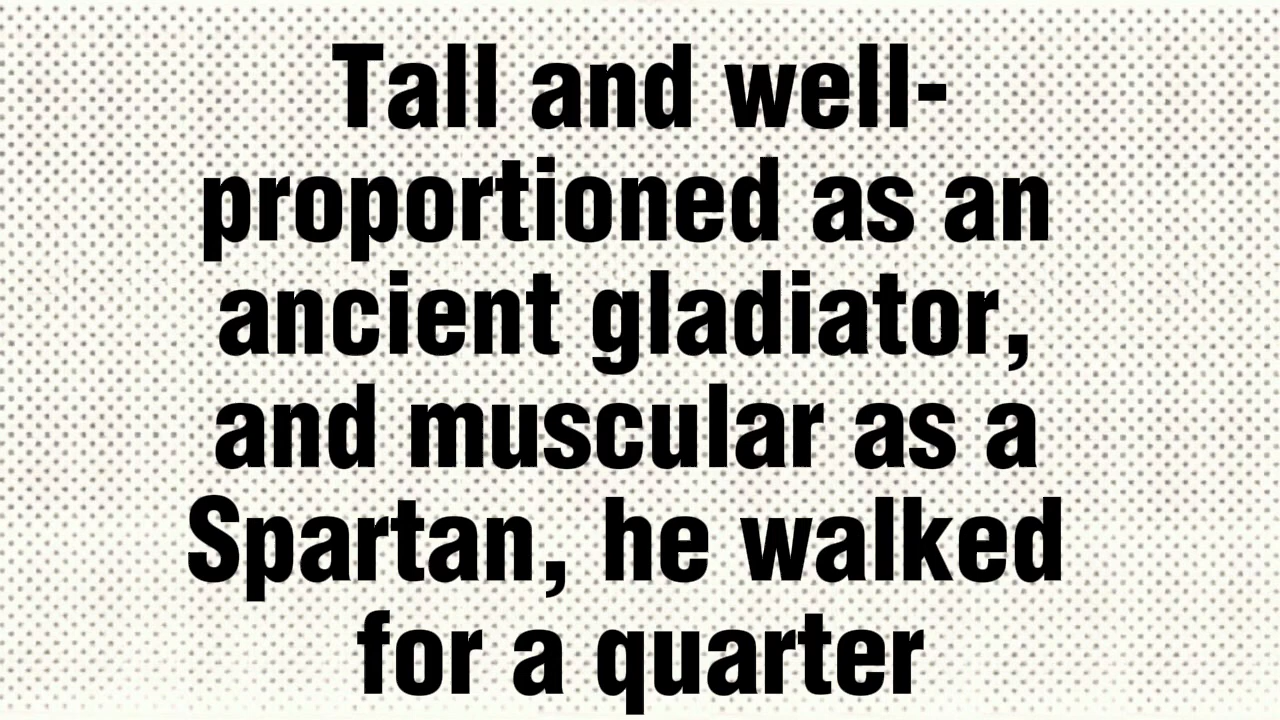 Tall and well-
proportioned as an
ancient gladiator,
and muscular as a
Spartan, he walked
for a quarter